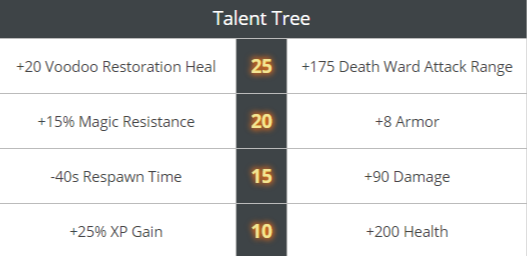 Talent Tree
+20 Voodoo Restoration Heal 25 +175 Death Ward Attack Range
+15% Magic Resistance 20 +8 Armor
-40s Respawn Time 15 +90 Damage
+25% XP Gain 10 +200 Health